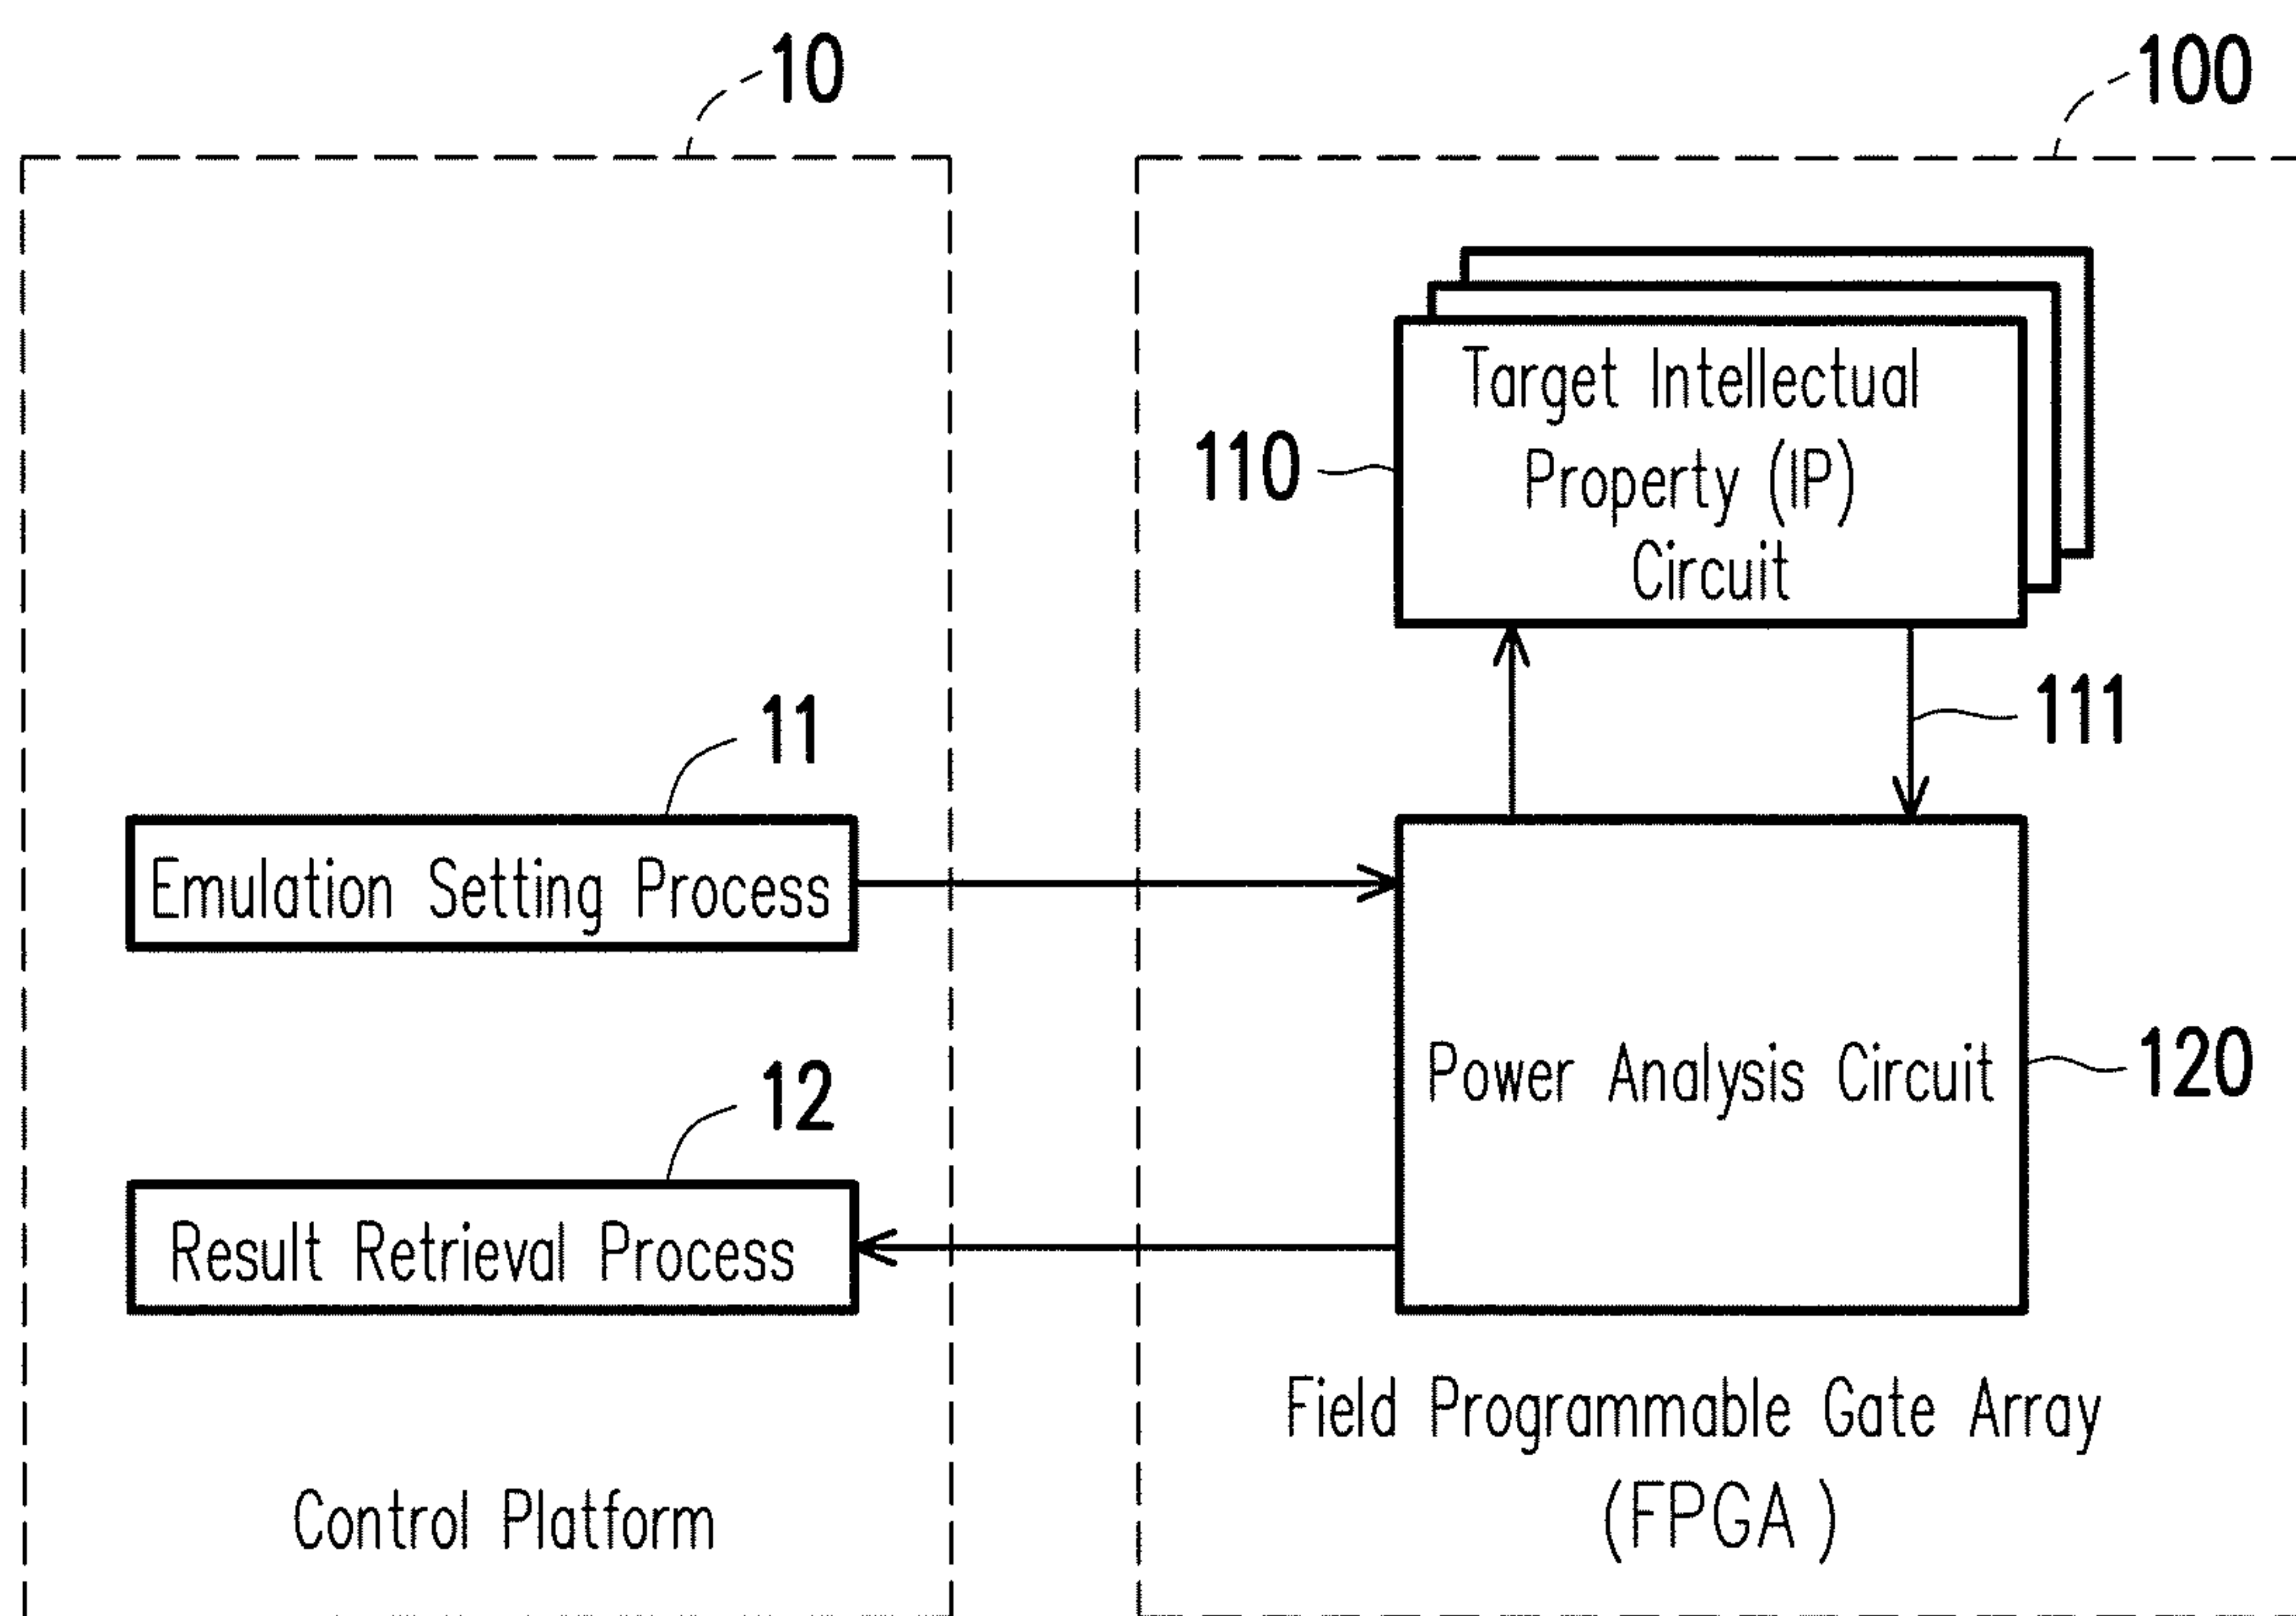 10
100
Target Intellectual
Property (IP)
Circuit
110
111
11
Emulation Setting Process
12
Power Analysis Circuit
120
Result Retrieval Process
Field Programmable Gate Array
(FPGA)
Control Platform